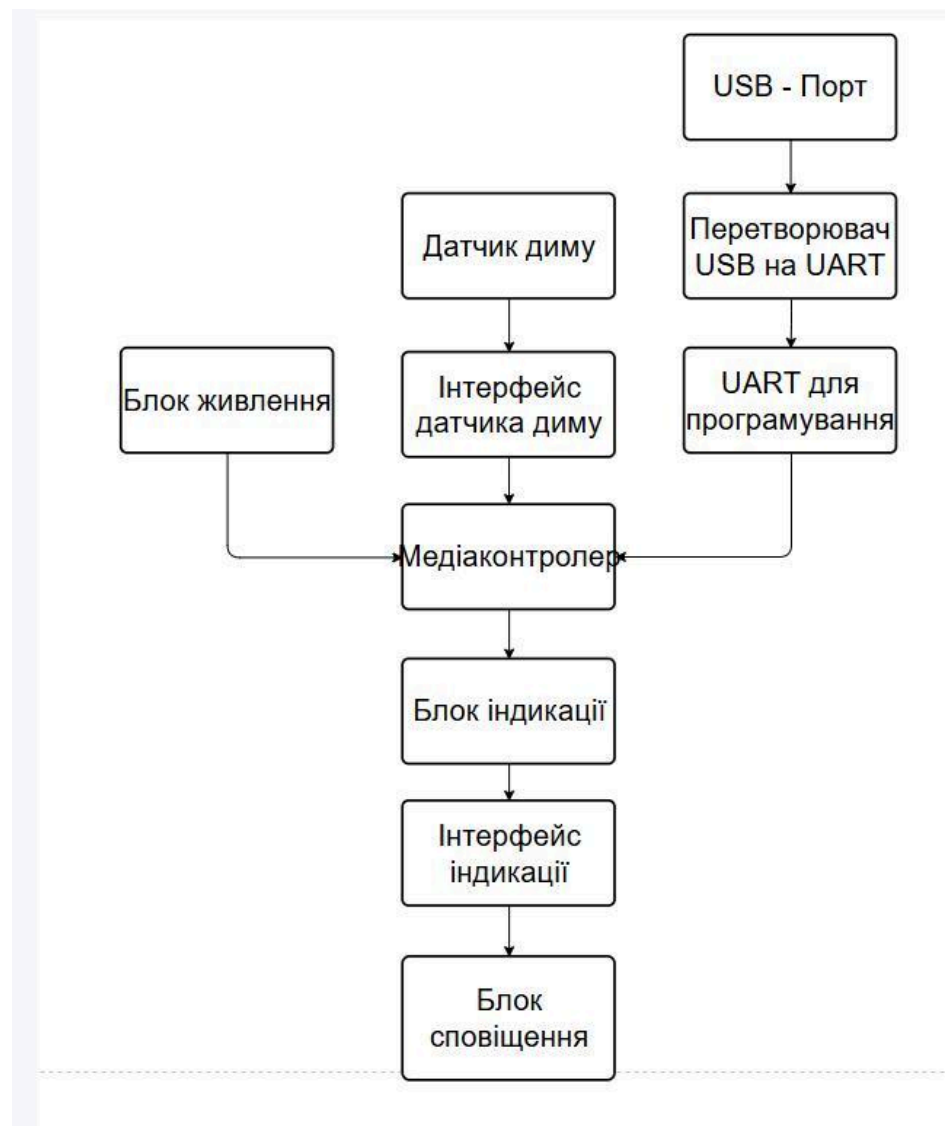 USB - Порт
Перетворювач
USB на UART
Датчик диму
Блок живлення
Інтерфейс
датчика диму
UART для
програмування
Медіаконтролер
Блок індикації
Інтерфейс
індикації
Блок
сповіщення